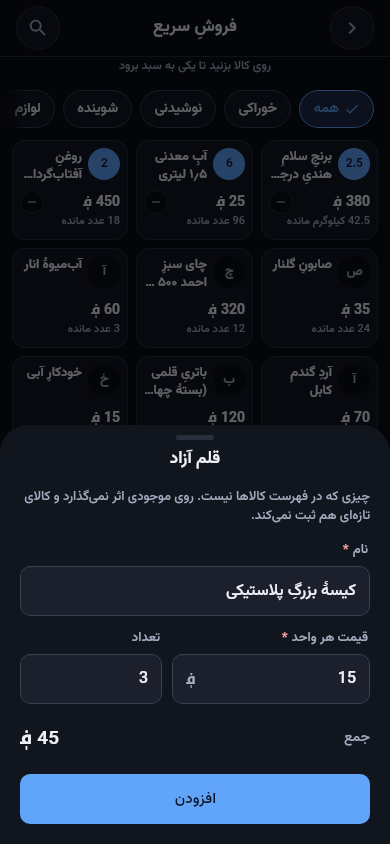 فروشِ سریع
روی کالا بزنید تا یکی به سبد برود
همه
خوراکی
نوشیدنی
شوینده
لوازم
2.5
برنجِ سلامِ
هندیِ درجـ...
380 ؋
42.5 کیلوگرم مانده
6
آبِ معدنی
۱٫۵ لیتری
25 ؋
96 عدد مانده
2
روغنِ
آفتاب‌گردا...
450 ؋
18 عدد مانده
ص
صابونِ گلنار
35 ؋
24 عدد مانده
چ
چای سبزِ
احمد ۵۰۰ ...
320 ؋
12 عدد مانده
آ
آب‌میوهٔ انار
60 ؋
3 عدد مانده
آ
آردِ گندمِ
کابل
70 ؋
ب
باتریِ قلمی
(بستهٔ چها...
120 ؋
خ
خودکارِ آبی
15 ؋
قلم آزاد
چیزی که در فهرست کالاها نیست. روی موجودی اثر نمی‌گذارد و کالای
تازه‌ای هم ثبت نمی‌کند.
نام *
کیسهٔ بزرگِ پلاستیکی
قیمت هر واحد *
تعداد
15 ؋
3
جمع
45 ؋
افزودن